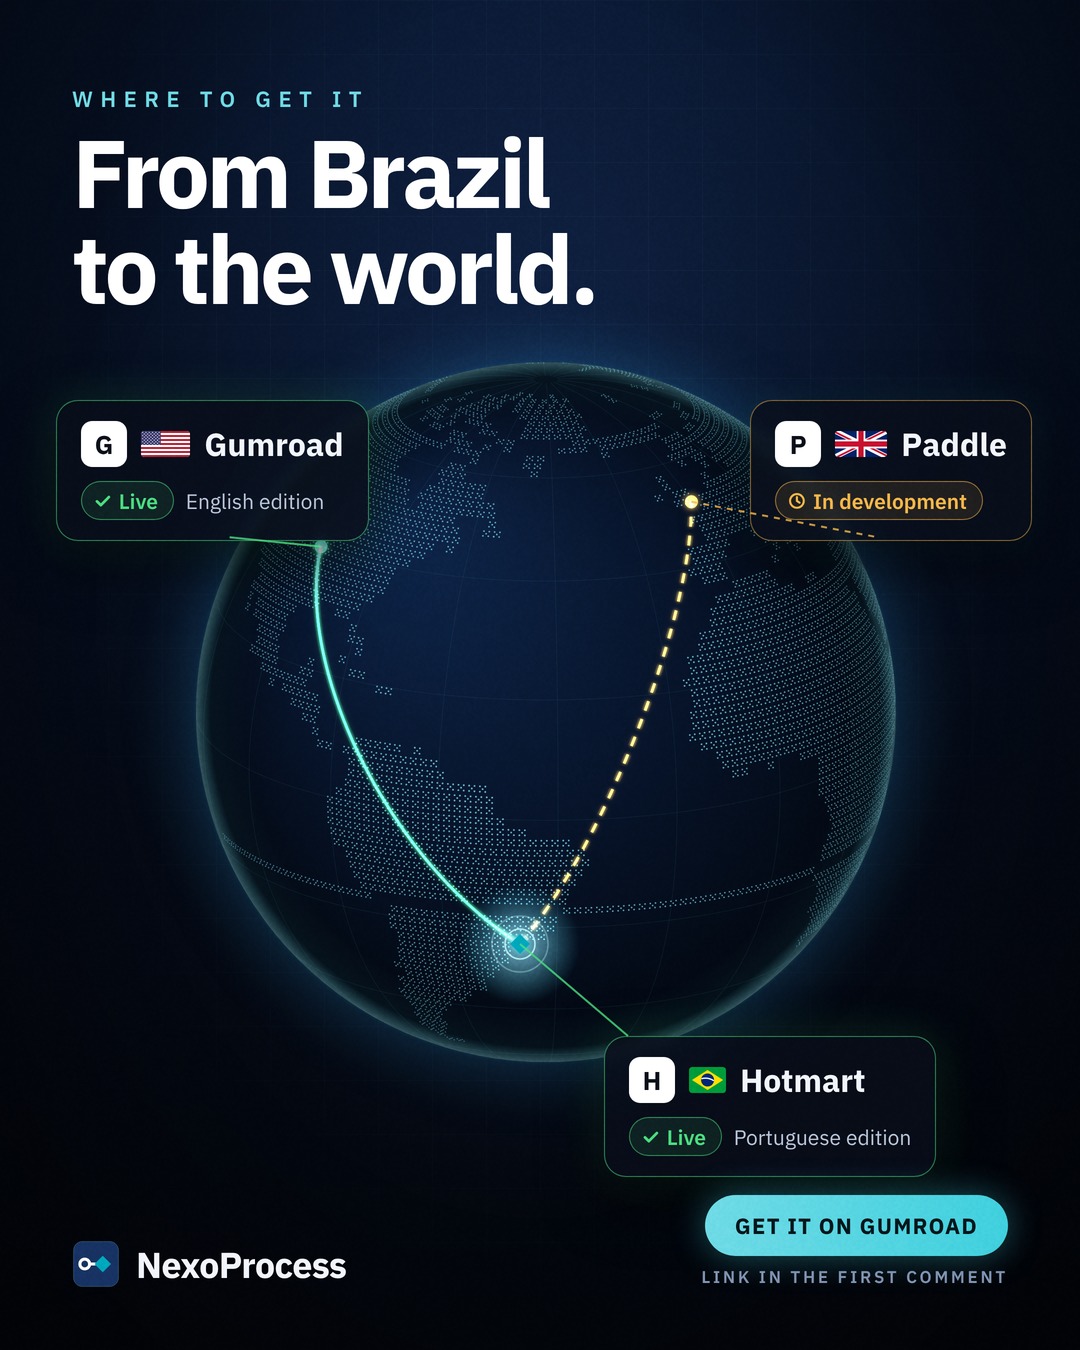 WHERE TO GET IT
From Brazil
to the world.
G Gumroad
Live English edition
P Paddle
In development
H Hotmart
Live Portuguese edition
GET IT ON GUMROAD
LINK IN THE FIRST COMMENT
NexoProcess